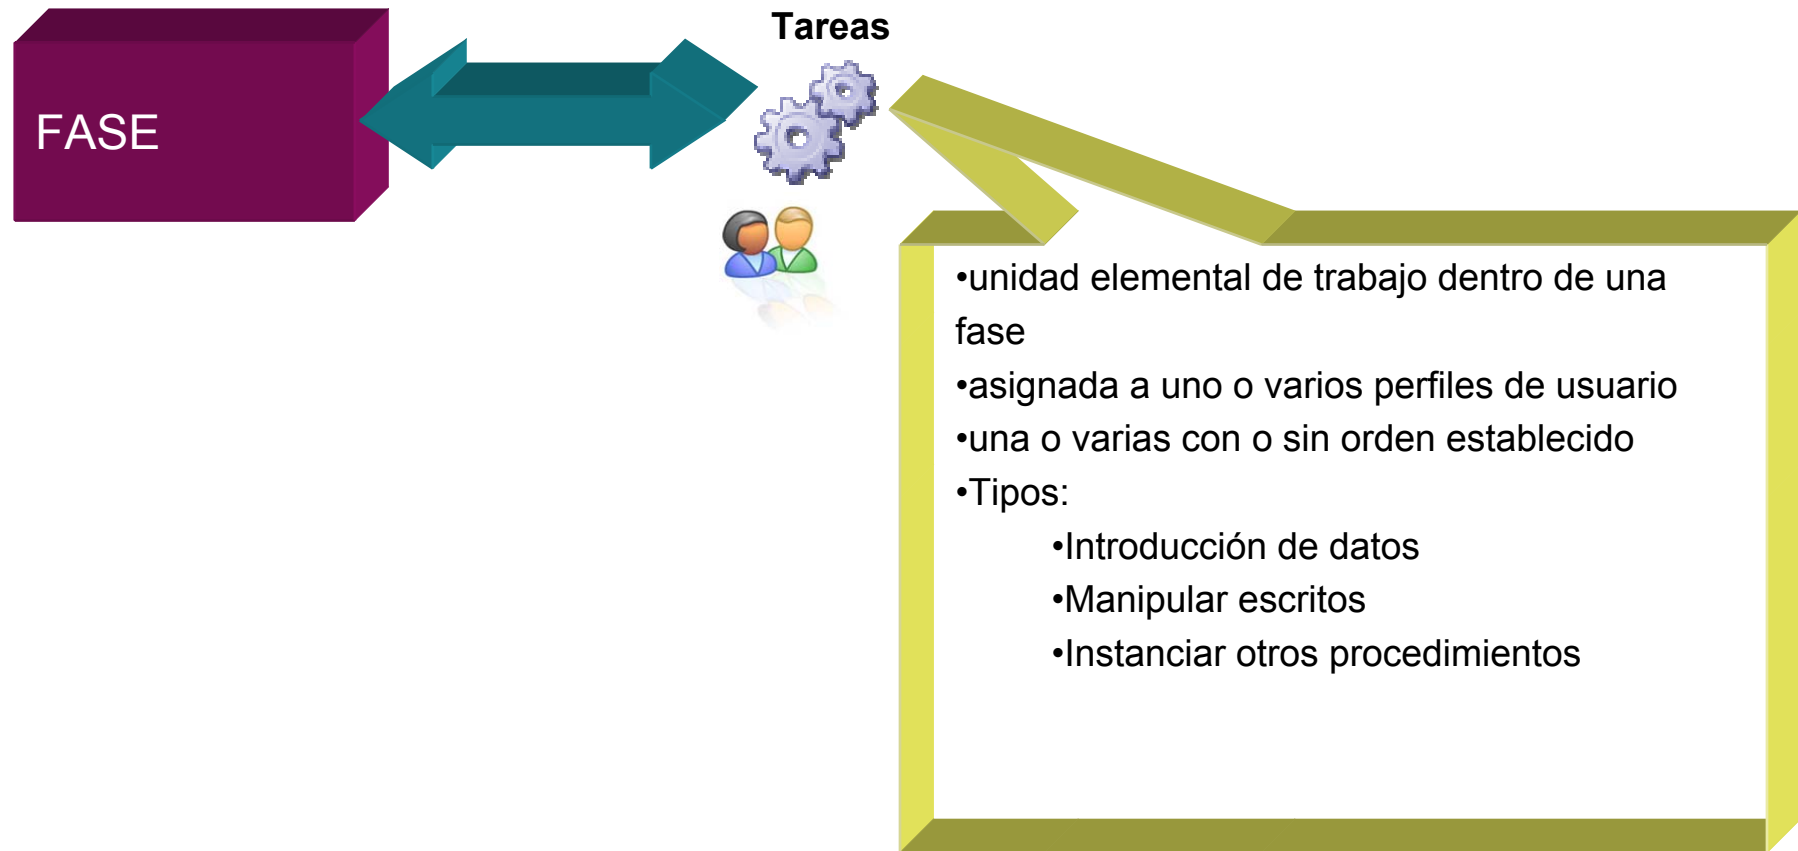 Tareas
FASE
•unidad elemental de trabajo dentro de una
fase
•asignada a uno o varios perfiles de usuario
•una o varias con o sin orden establecido
•Tipos:
•Introducción de datos
•Manipular escritos
•Instanciar otros procedimientos